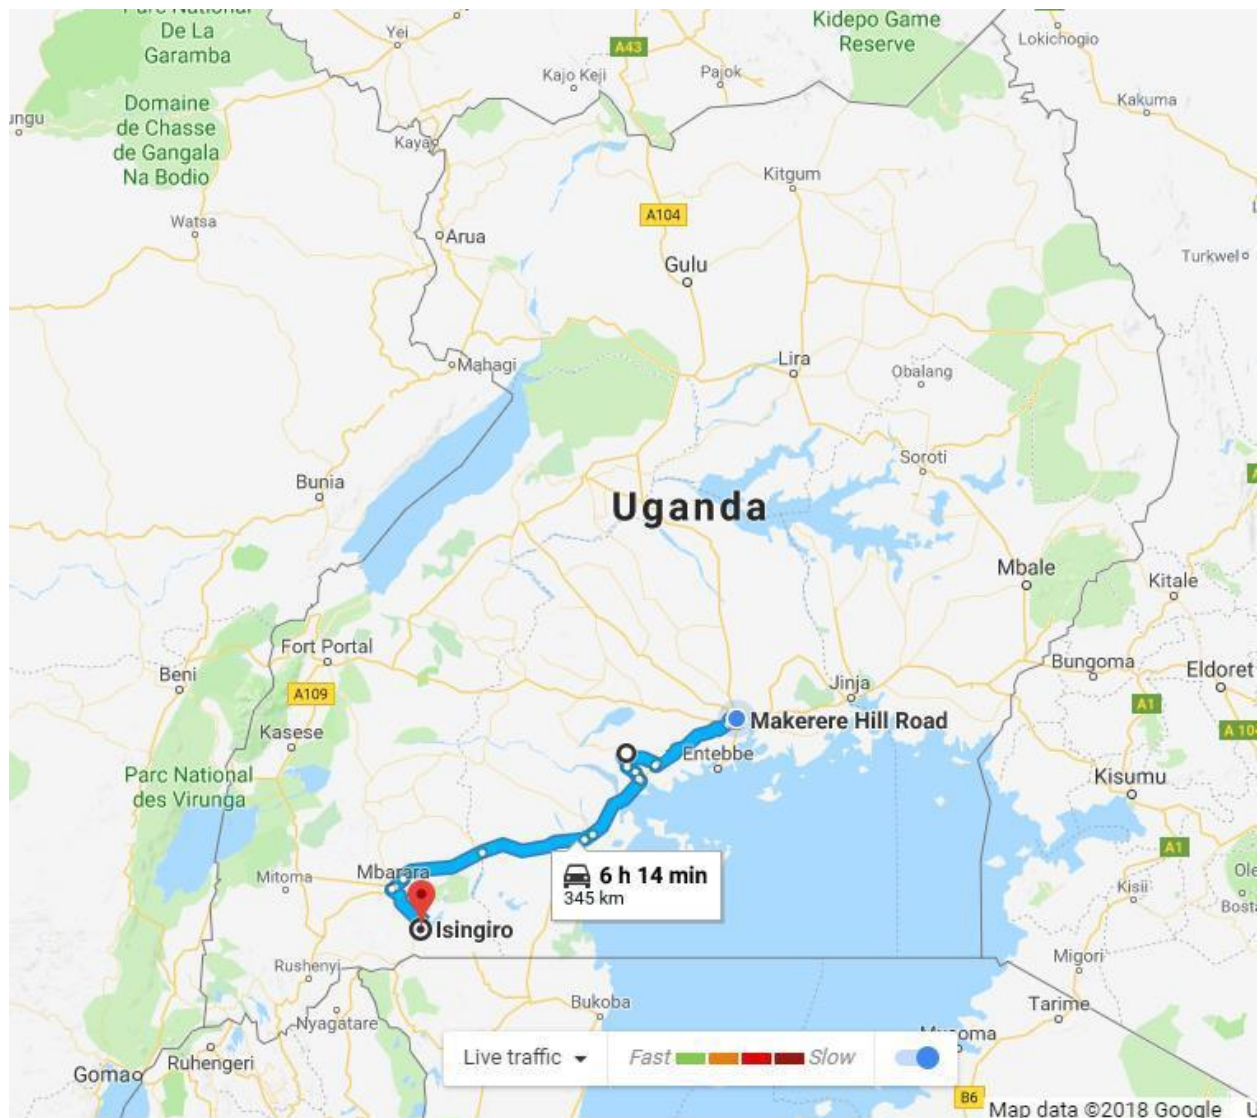 Parc National
De La
Garamba
Yei
A43
Kidepo Game
Reserve
Lokichogio
Kajo Keji
Pajok
Domaine
de Chasse
de Gangala
Na Bodio
Kakuma
ungu
Kaya
Kitgum
Watsa
A104
Arua
Turkwel
Gulu
Mahagi
Lira
Obalang
Soroti
Bunia
Uganda
Mbale
Kitale
Fort Portal
Beni
Bungoma
Eldoret
A109
Jinja
A1
Kasese
Makerere Hill Road
A 104
Entebbe
Parc National
des Virunga
Kisumu
A1
Mbarara
6 h 14 min
345 km
Mitoma
Kisii
Isingiro
Migori
Rushenyi
Bukoba
Tarime
Nyagatare
Ruhengeri
Goma
Live traffic
Fast
Slow
B6
Map data ©2018 Google